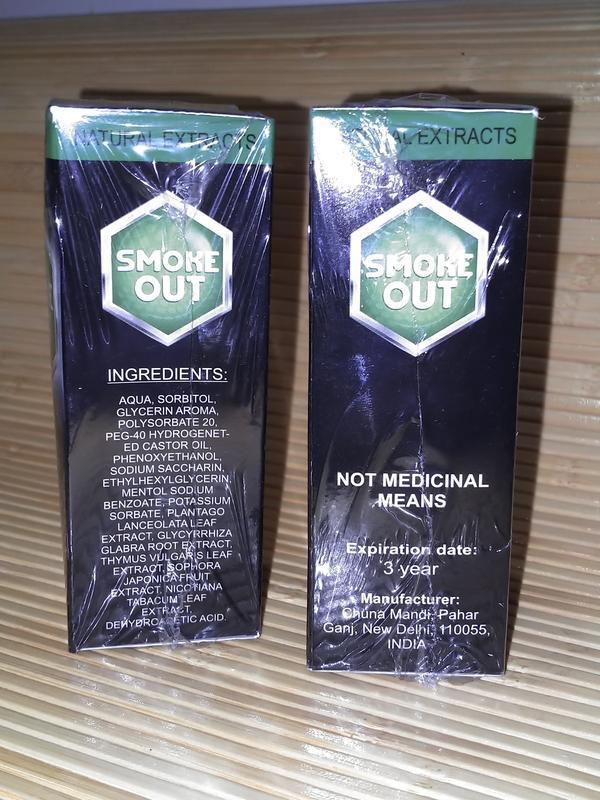 NATURAL EXTRACTS
SMOKE
OUT
INGREDIENTS:
AQUA, SORBITOL,
GLYCERIN AROMA,
POLYSORBATE 20,
PEG-40 HYDROGENET-
ED CASTOR OIL,
PHENOXYETHANOL,
SODIUM SACCHARIN,
ETHYLHEXYLGLYCERIN,
MENTOL SODIUM
BENZOATE, POTASSIUM
SORBATE, PLANTAGO
LANCEOLATA LEAF
EXTRACT, GLYCYRRHIZA
GLABRA ROOT EXTRACT,
THYMUS VULGARIS LEAF
EXTRACT, SOPHORA
JAPONICA FRUIT
EXTRACT, NICOTIANA
TABACUM LEAF
EXTRACT,
DEHYDROACETIC ACID.
EXTRACTS
SMOKE
OUT
NOT MEDICINAL
MEANS
Expiration date:
3 year
Manufacturer:
Chuna Mandi, Pahar
Ganj, New Delhi, 110055,
INDIA